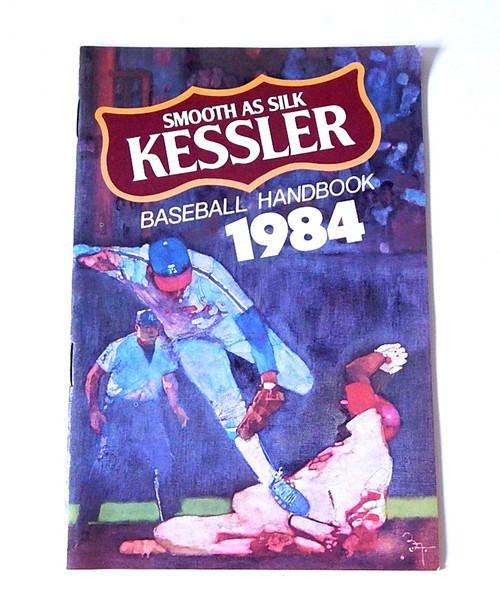 SMOOTH AS SILK
KESSLER
BASEBALL HANDBOOK
1984